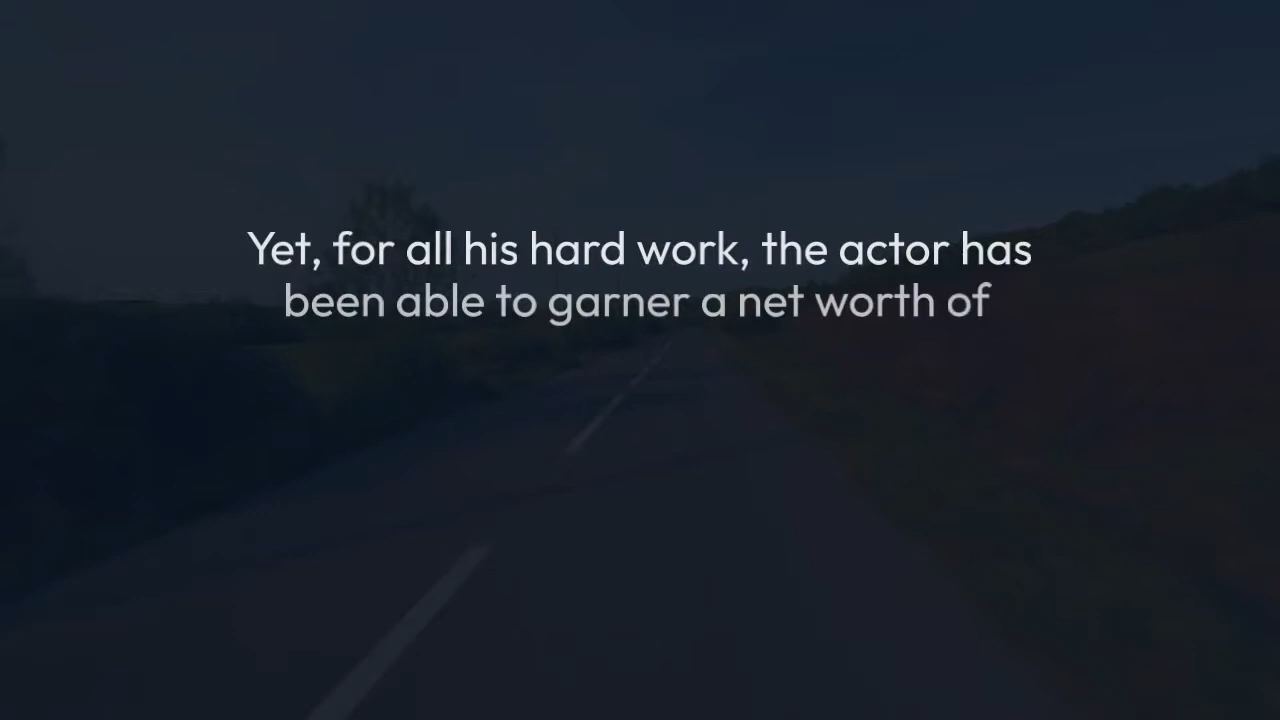 Yet, for all his hard work, the actor has
been able to garner a net worth of